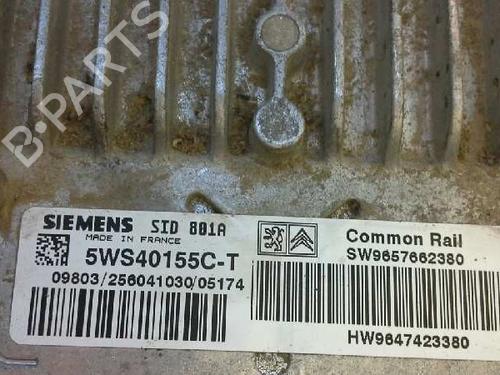 B-PARTS
SIEMENS SID 801A
MADE IN FRANCE
5WS40155C-T
09803/256041030/05174
Common Rail
SW9657662380
HW9647423380